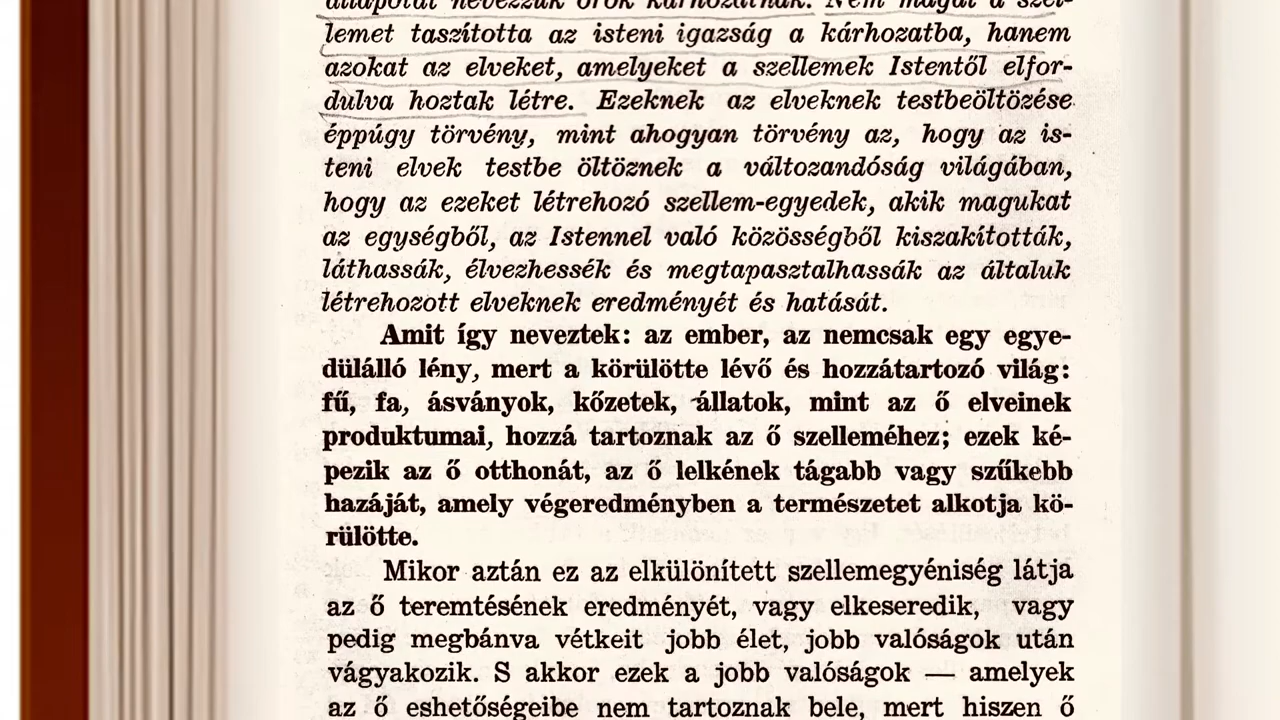 állapotát nevezzük örök kárhozatnak. Nem magát a szel-
lemet taszította az isteni igazság a kárhozatba, hanem
azokat az elveket, amelyeket a szellemek Istentől elfor-
dulva hoztak létre. Ezeknek az elveknek testbeöltözése
éppúgy törvény, mint ahogyan törvény az, hogy az is-
teni elvek testbe öltöznek a változandóság világában,
hogy az ezeket létrehozó szellem-egyedek, akik magukat
az egységből, az Istennel való közösségből kiszakították,
láthassák, élvezhessék és megtapasztalhassák az általuk
létrehozott elveknek eredményét és hatását.
Amit így neveztek: az ember, az nemcsak egy egye-
dülálló lény, mert a körülötte lévő és hozzátartozó világ:
fű, fa, ásványok, kőzetek, állatok, mint az ő elveinek
produktumai, hozzá tartoznak az ő szelleméhez; ezek ké-
pezik az ő otthonát, az ő lelkének tágabb vagy szűkebb
hazáját, amely végeredményben a természetet alkotja kö-
rülötte.
Mikor aztán ez az elkülönített szellemegyéniség látja
az ő teremtésének eredményét, vagy elkeseredik, vagy
pedig megbánva vétkeit jobb élet, jobb valóságok után
vágyakozik. S akkor ezek a jobb valóságok — amelyek
az ő eshetőségeibe nem tartoznak bele, mert hiszen ő